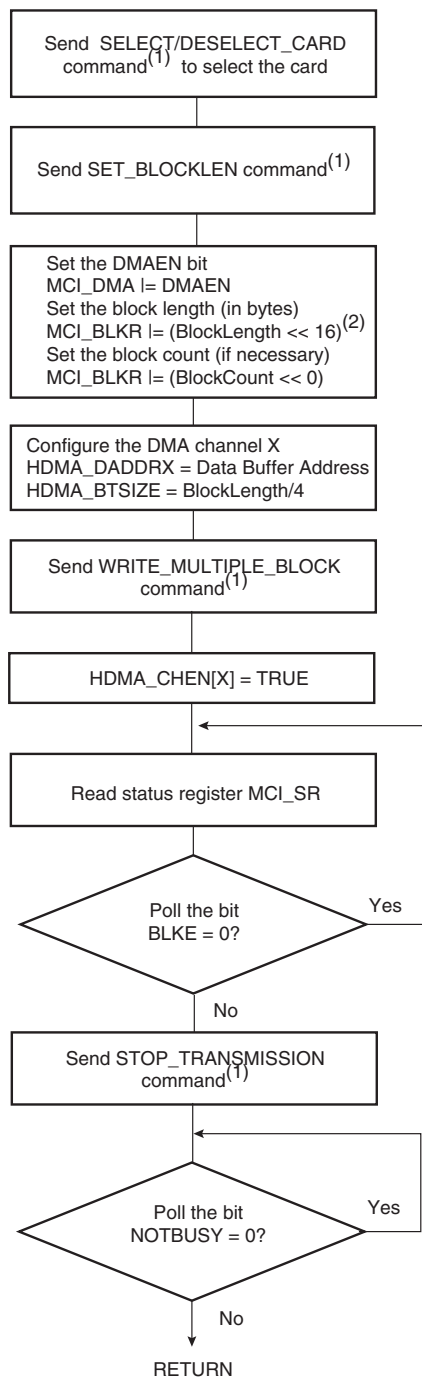 Send SELECT/DESELECT_CARD
command(1) to select the card
Send SET_BLOCKLEN command(1)
Set the DMAEN bit
MCI_DMA |= DMAEN
Set the block length (in bytes)
MCI_BLKR |= (BlockLength << 16)(2)
Set the block count (if necessary)
MCI_BLKR |= (BlockCount << 0)
Configure the DMA channel X
HDMA_DADDRX = Data Buffer Address
HDMA_BTSIZE = BlockLength/4
Send WRITE_MULTIPLE_BLOCK
command(1)
HDMA_CHEN[X] = TRUE
Read status register MCI_SR
Poll the bit
BLKE = 0?
Yes
No
Send STOP_TRANSMISSION
command(1)
Poll the bit
NOTBUSY = 0?
Yes
No
RETURN